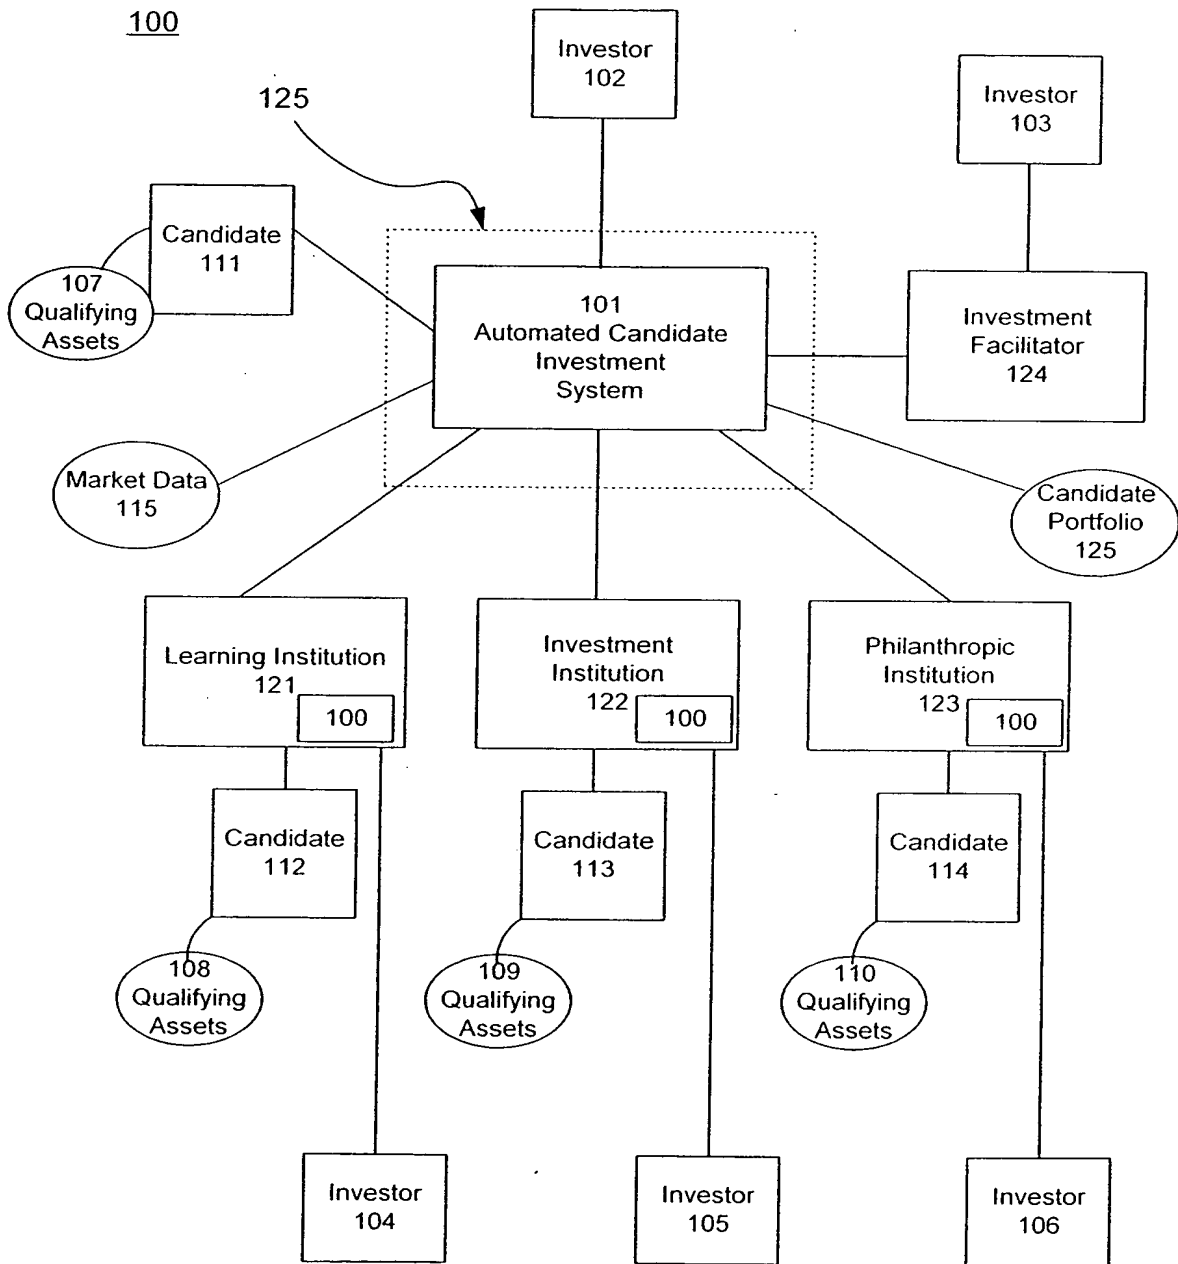 100
Investor
102
Investor
103
125
Candidate
111
107
Qualifying
Assets
101
Automated Candidate
Investment
System
Investment
Facilitator
124
Market Data
115
Candidate
Portfolio
125
Learning Institution
121
100
Investment
Institution
122
100
Philanthropic
Institution
123
100
Candidate
112
Candidate
113
Candidate
114
108
Qualifying
Assets
109
Qualifying
Assets
110
Qualifying
Assets
Investor
104
Investor
105
Investor
106